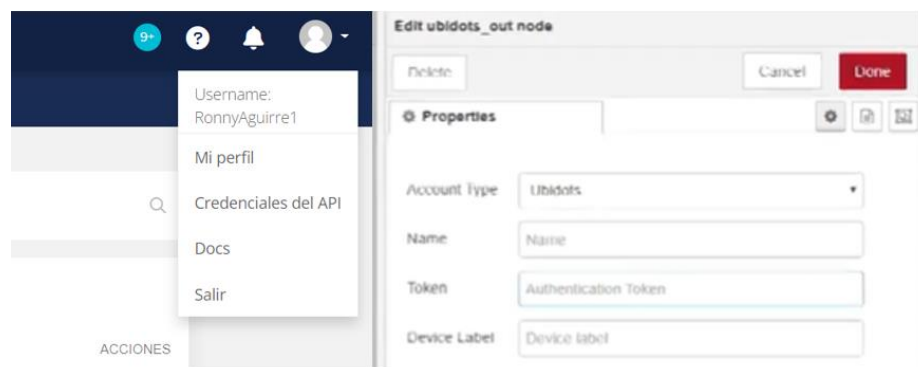 9+
?
Username:
RonnyAguirre1
Mi perfil
Credenciales del API
Docs
Salir
ACCIONES
Edit ubidots_out node
Delete
Cancel
Done
Properties
Account Type
Ubidots
Name
Name
Token
Authentication Token
Device Label
Device label